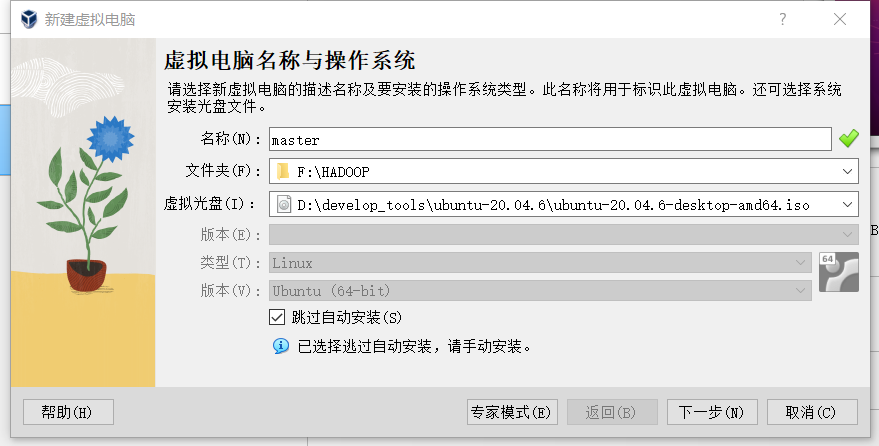 新建虚拟电脑
?
虚拟电脑名称与操作系统
请选择新虚拟电脑的描述名称及要安装的操作系统类型。此名称将用于标识此虚拟电脑。还可选择系统
安装光盘文件。
名称(N)： master
文件夹(F)： F:\HADOOP
虚拟光盘(I)： D:\develop_tools\ubuntu-20.04.6\ubuntu-20.04.6-desktop-amd64.iso
版本(E)：
类型(T)： Linux
64
版本(V)： Ubuntu (64-bit)
跳过自动安装(S)
已选择逃过自动安装，请手动安装。
帮助(H) 专家模式(E) 返回(B) 下一步(N) 取消(C)
B